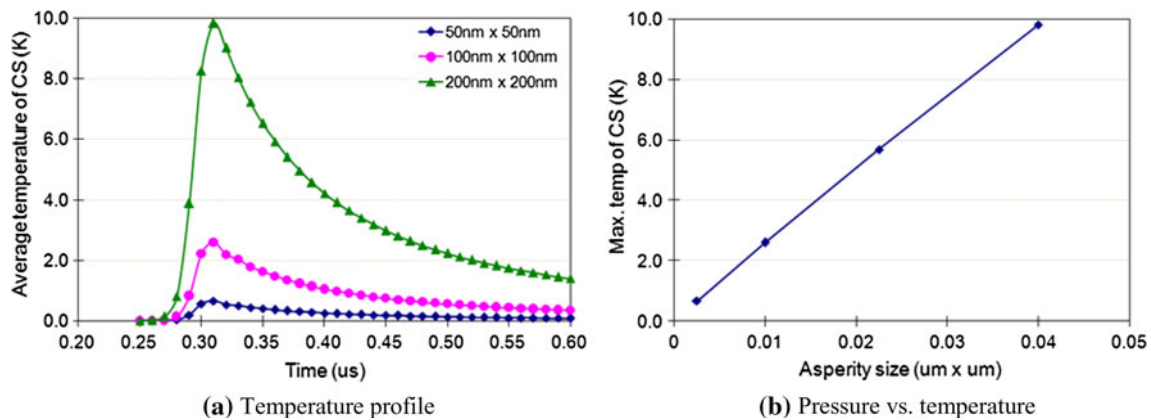 10.0
8.0
6.0
4.0
2.0
0.0
Average temperature of CS (K)
50nm x 50nm
100nm x 100nm
200nm x 200nm
0.20 0.25 0.30 0.35 0.40 0.45 0.50 0.55 0.60
Time (us)
(a) Temperature profile
10.0
8.0
6.0
4.0
2.0
0.0
Max. temp of CS (K)
0 0.01 0.02 0.03 0.04 0.05
Asperity size (um x um)
(b) Pressure vs. temperature